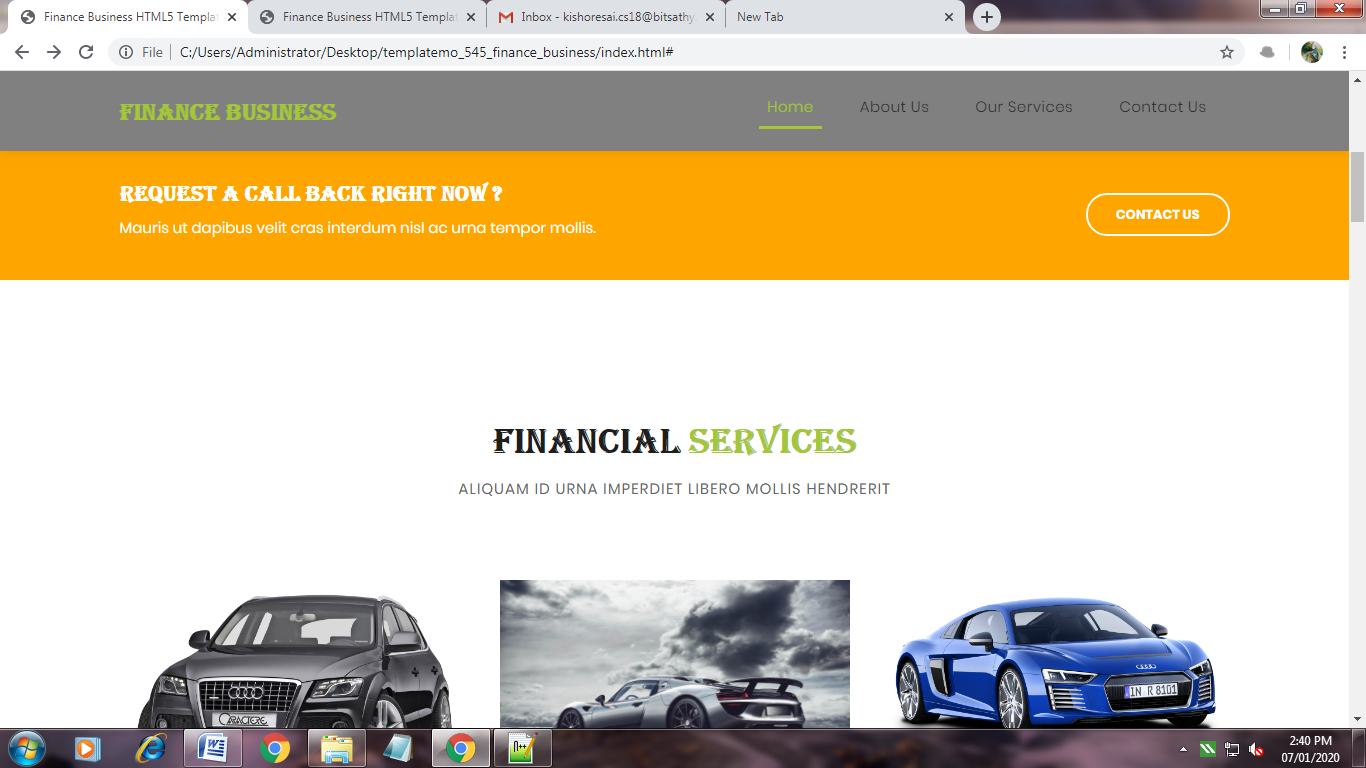 Finance Business HTML5 Templat
Finance Business HTML5 Templat
Inbox - kishoresai.cs18@bitsathy.
New Tab
File
C:/Users/Administrator/Desktop/templatemo_545_finance_business/index.html#
FINANCE BUSINESS
Home
About Us
Our Services
Contact Us
REQUEST A CALL BACK RIGHT NOW ?
Mauris ut dapibus velit cras interdum nisl ac urna tempor mollis.
CONTACT US
FINANCIAL SERVICES
ALIQUAM ID URNA IMPERDIET LIBERO MOLLIS HENDRERIT
CARACTERE
IN R 8101
2:40 PM
07/01/2020